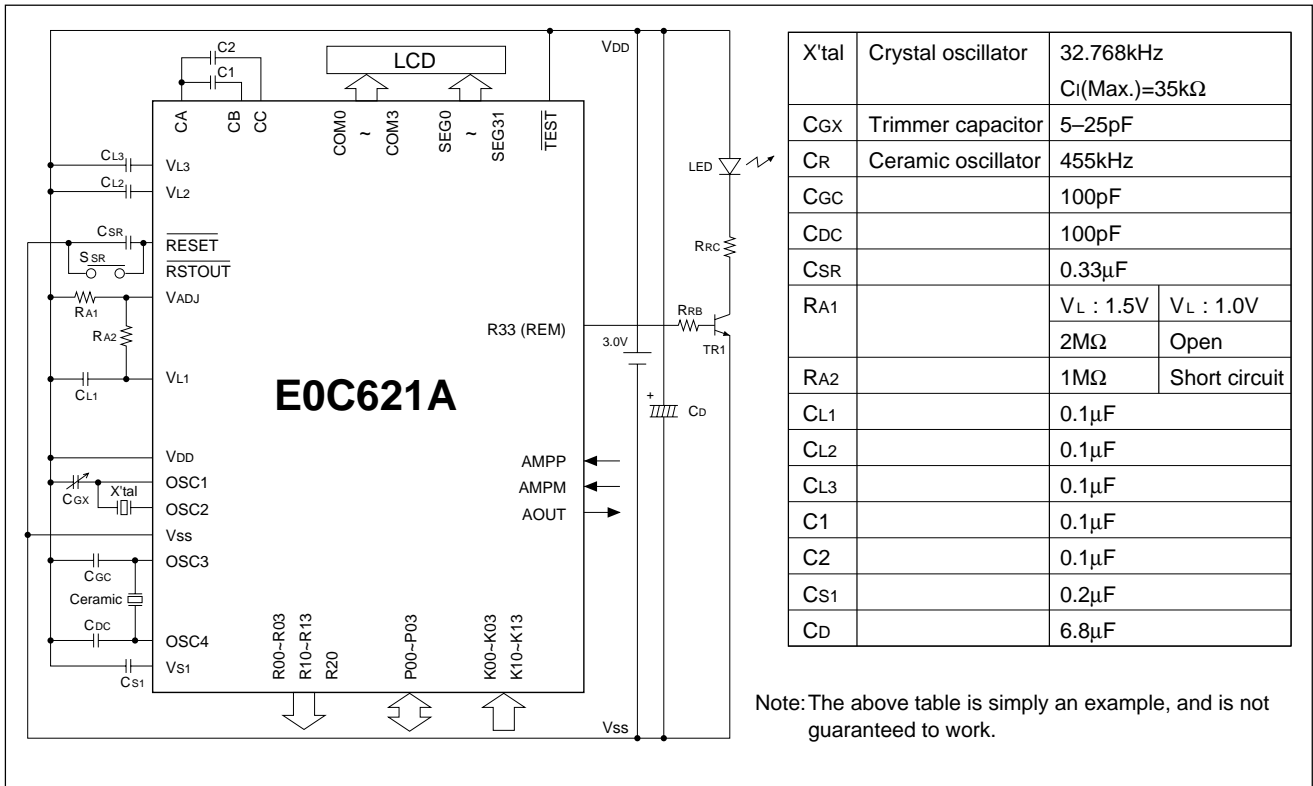 C2
C1
LCD
VDD
CA
CB
CC
COM0
~
COM3
SEG0
~
SEG31
TEST
CL3
VL3
CL2
VL2
LED
CSR
RESET
SSR
RSTOUT
RRC
RA1
VADJ
RA2
R33 (REM)
RRB
TR1
3.0V
CL1
VL1
E0C621A
+
CD
VDD
AMPP
CGX
X'tal
OSC1
OSC2
AMPM
AOUT
Vss
CGC
OSC3
Ceramic
CDC
OSC4
CS1
VS1
R00~R03
R10~R13
R20
P00~P03
K00~K03
K10~K13
Vss
X'tal Crystal oscillator 32.768kHz
CI(Max.)=35kΩ
CGX Trimmer capacitor 5–25pF
CR Ceramic oscillator 455kHz
CGC 100pF
CDC 100pF
CSR 0.33µF
RA1 VL : 1.5V VL : 1.0V
2MΩ Open
RA2 1MΩ Short circuit
CL1 0.1µF
CL2 0.1µF
CL3 0.1µF
C1 0.1µF
C2 0.1µF
CS1 0.2µF
CD 6.8µF
Note: The above table is simply an example, and is not
guaranteed to work.